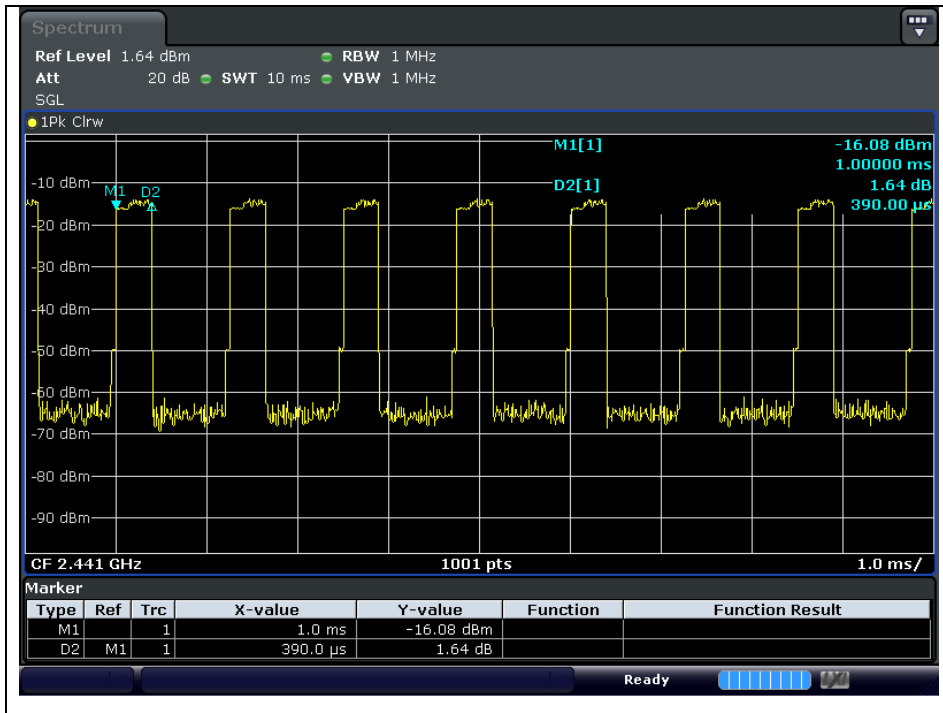 Spectrum
Ref Level 1.64 dBm RBW 1 MHz
Att 20 dB SWT 10 ms VBW 1 MHz
SGL
1Pk Clrw
M1[1] -16.08 dBm
1.00000 ms
D2[1] 1.64 dB
390.00 µs
-10 dBm
M1 D2
-20 dBm
-30 dBm
-40 dBm
-50 dBm
-60 dBm
-70 dBm
-80 dBm
-90 dBm
CF 2.441 GHz 1001 pts 1.0 ms/
Marker
Type Ref Trc X-value Y-value Function Function Result
M1 1 1.0 ms -16.08 dBm
D2 M1 1 390.0 µs 1.64 dB
Ready